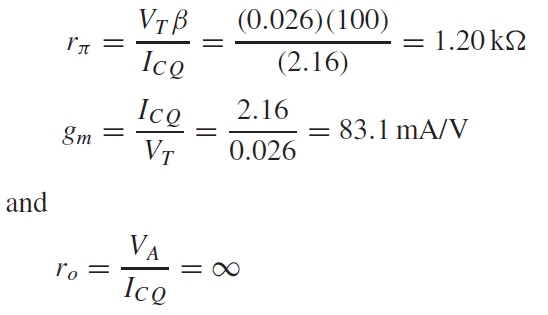 r_π = V_T β / I_CQ = (0.026)(100) / (2.16) = 1.20 kΩ
g_m = I_CQ / V_T = 2.16 / 0.026 = 83.1 mA/V
and
r_o = V_A / I_CQ = ∞